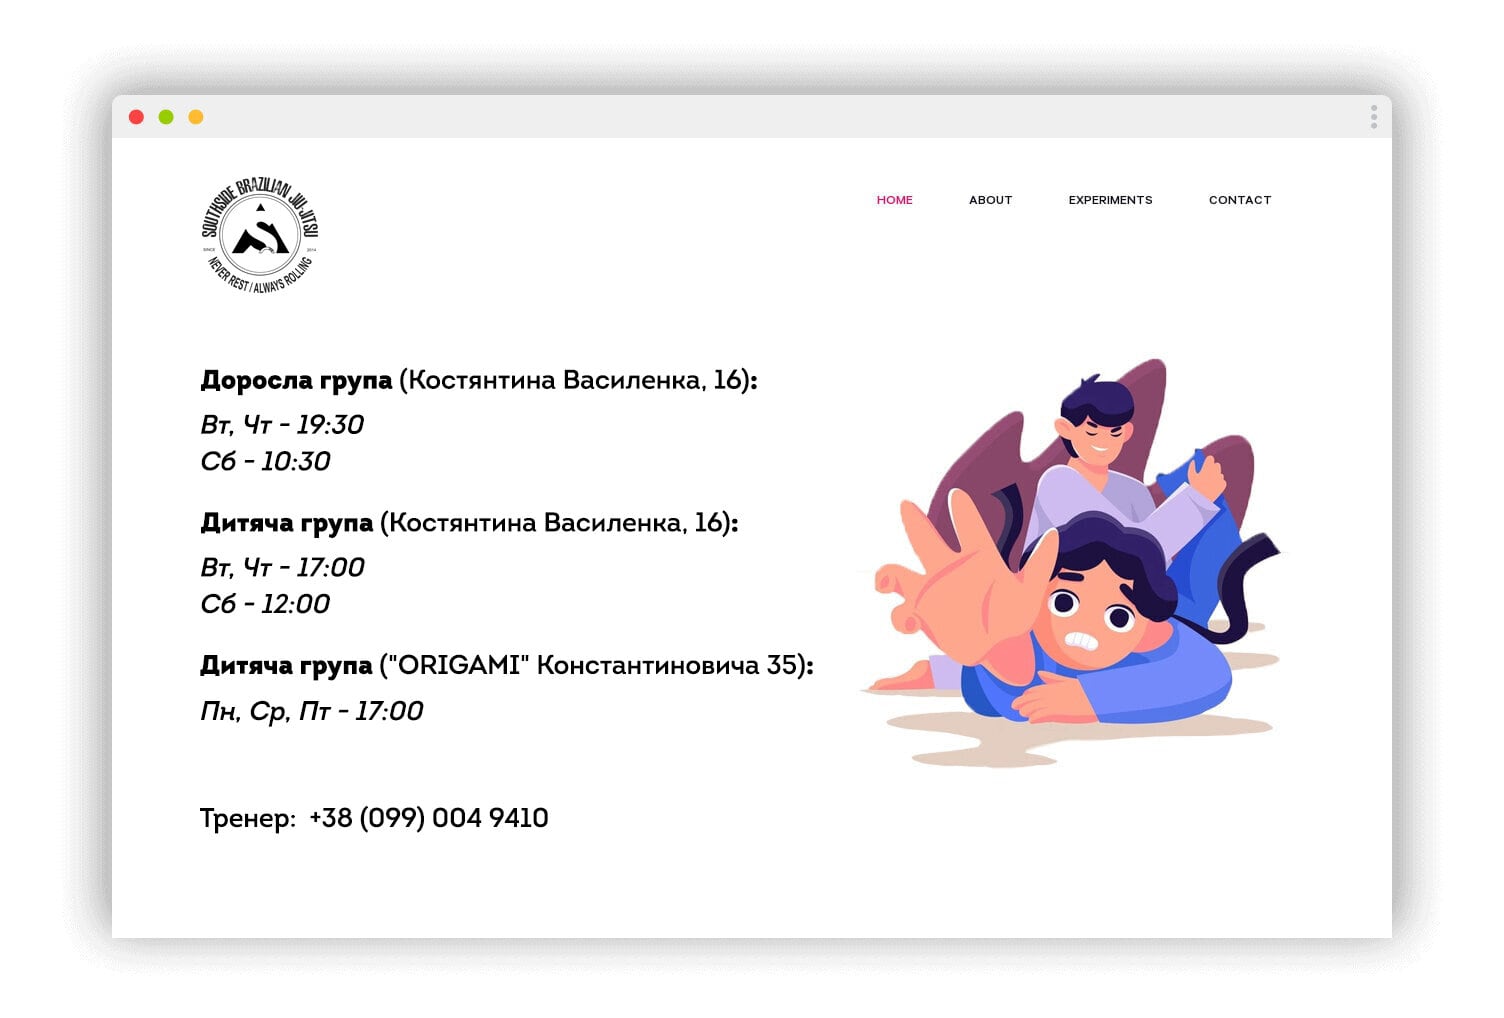 SOUTHSIDE BRAZILIAN JIU-JITSU
SINCE 2014
NEVER REST / ALWAYS ROLLING
HOME ABOUT EXPERIMENTS CONTACT
Доросла група (Костянтина Василенка, 16):
Вт, Чт - 19:30
Сб - 10:30
Дитяча група (Костянтина Василенка, 16):
Вт, Чт - 17:00
Сб - 12:00
Дитяча група ("ORIGAMI" Константиновича 35):
Пн, Ср, Пт - 17:00
Тренер: +38 (099) 004 9410